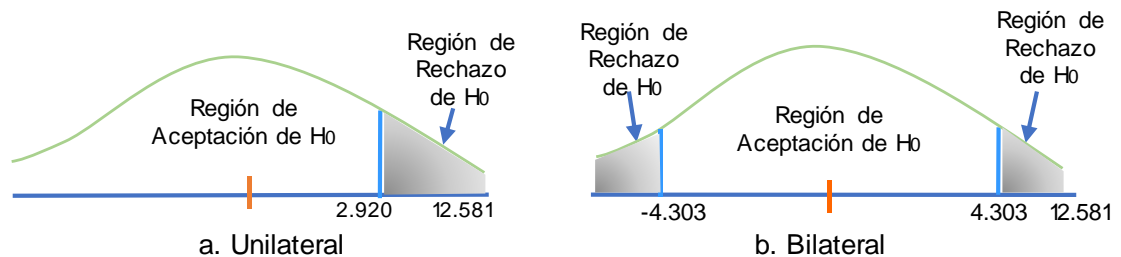 Región de
Rechazo
de H0
Región de
Aceptación de H0
2.920
12.581
a. Unilateral
Región de
Rechazo
de H0
Región de
Aceptación de H0
Región de
Rechazo
de H0
-4.303
4.303
12.581
b. Bilateral